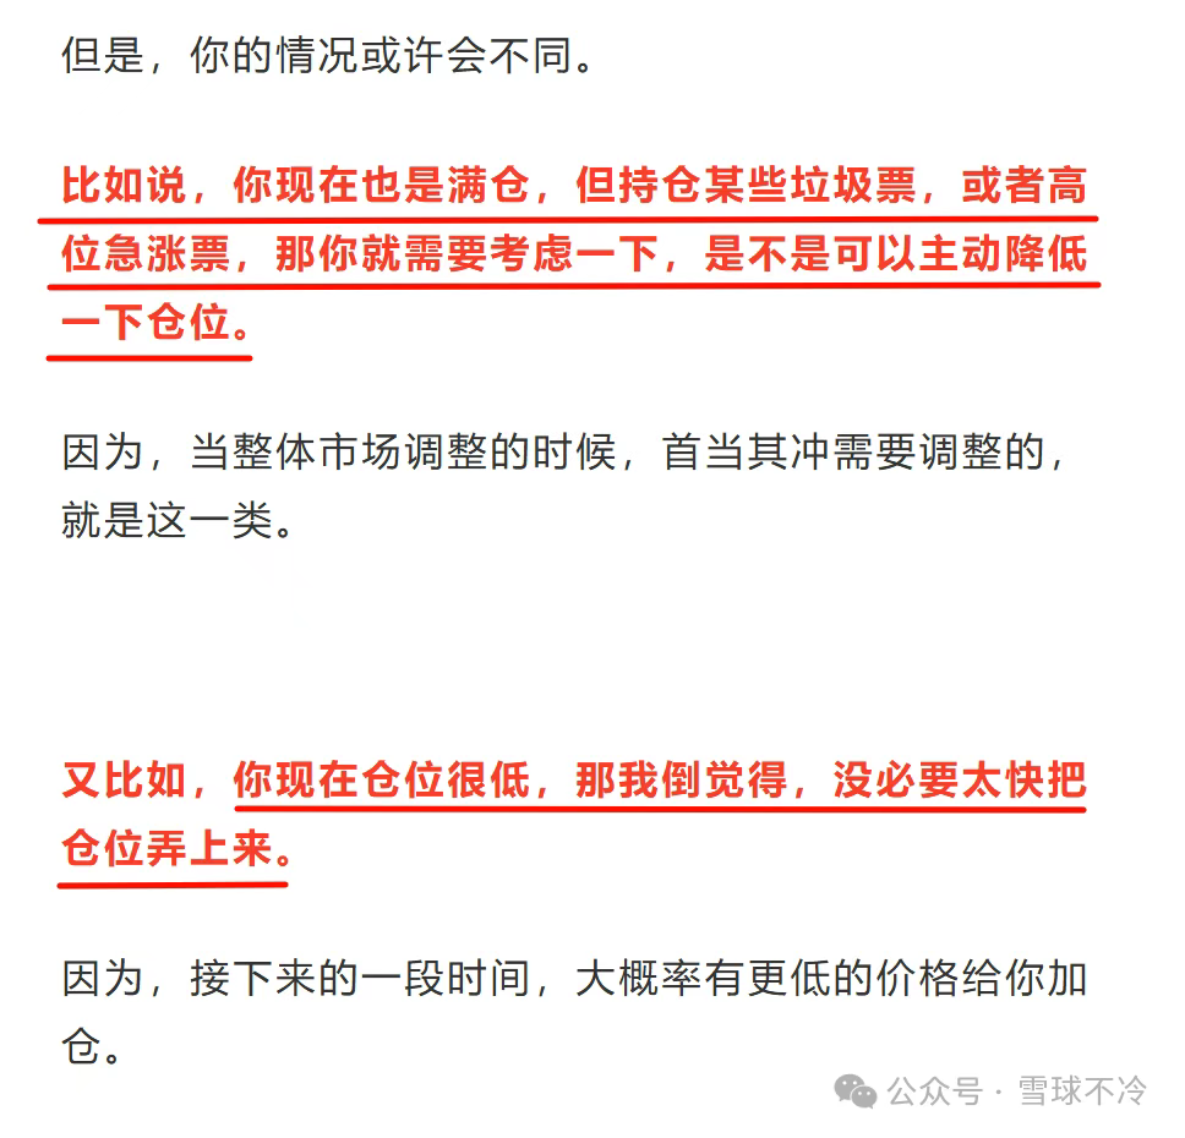 但是，你的情况或许会不同。
比如说，你现在也是满仓，但持仓某些垃圾票，或者高
位急涨票，那你就需要考虑一下，是不是可以主动降低
一下仓位。
因为，当整体市场调整的时候，首当其冲需要调整的，
就是这一类。
又比如，你现在仓位很低，那我倒觉得，没必要太快把
仓位弄上来。
因为，接下来的一段时间，大概率有更低的价格给你加
仓。
公众号 · 雪球不冷